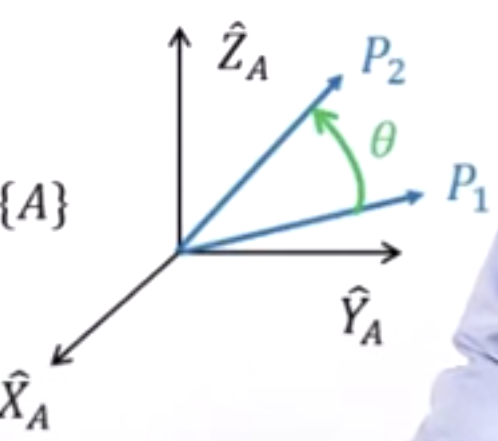 Ẑ_A
P₂
θ
{A}
P₁
Ŷ_A
X̂_A